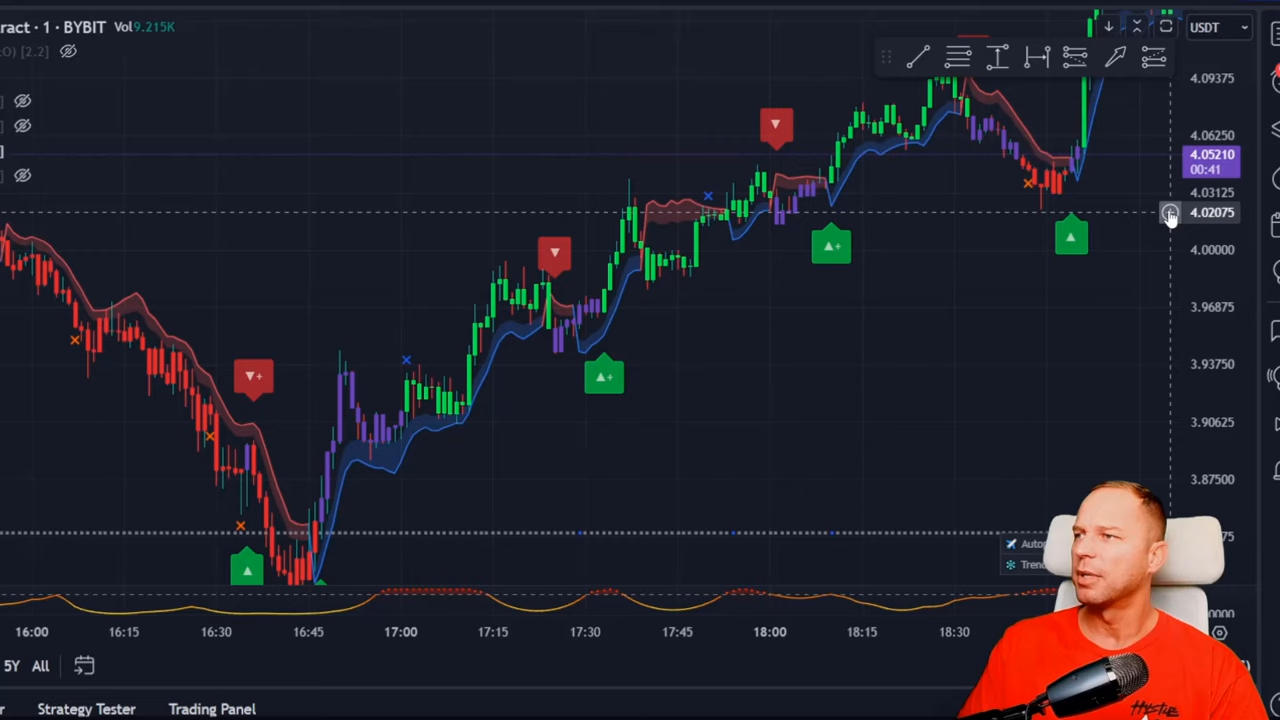 ract · 1 · BYBIT Vol 9.215K
O) [2.2]
USDT
4.09375
4.06250
4.05210
00:41
4.03125
4.02075
4.00000
3.96875
3.93750
3.90625
3.87500
Trend
16:00 16:15 16:30 16:45 17:00 17:15 17:30 17:45 18:00 18:15 18:30
5Y All
Strategy Tester Trading Panel